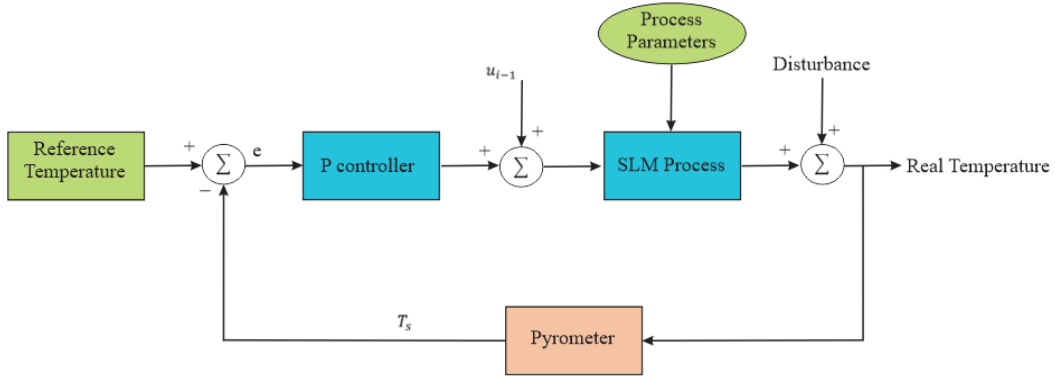 Process
Parameters
u_{i−1}
Disturbance
+
+
Reference
Temperature
+
∑
e
P controller
+
∑
SLM Process
+
∑
Real Temperature
−
T_s
Pyrometer